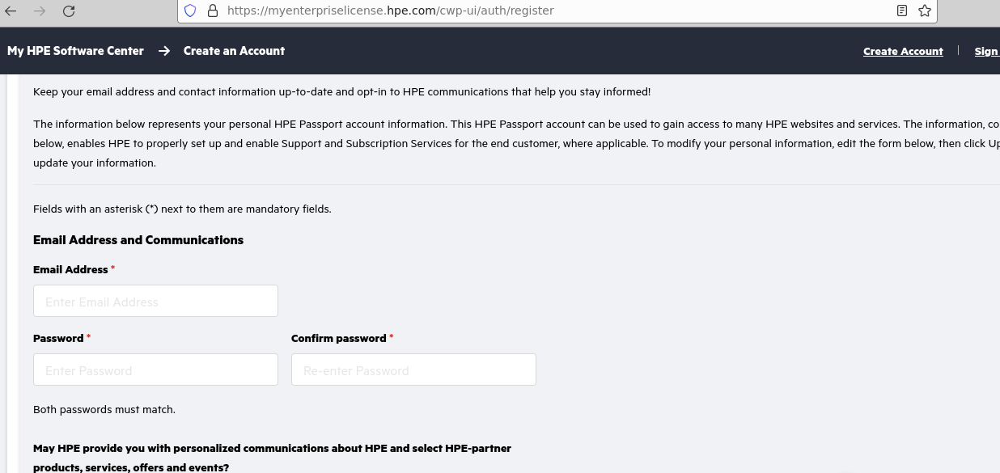 https://myenterpriselicense.hpe.com/cwp-ui/auth/register
My HPE Software Center → Create an Account
Create Account | Sign
Keep your email address and contact information up-to-date and opt-in to HPE communications that help you stay informed!
The information below represents your personal HPE Passport account information. This HPE Passport account can be used to gain access to many HPE websites and services. The information, co
below, enables HPE to properly set up and enable Support and Subscription Services for the end customer, where applicable. To modify your personal information, edit the form below, then click Up
update your information.
Fields with an asterisk (*) next to them are mandatory fields.
Email Address and Communications
Email Address *
Enter Email Address
Password * Confirm password *
Enter Password Re-enter Password
Both passwords must match.
May HPE provide you with personalized communications about HPE and select HPE-partner
products, services, offers and events?